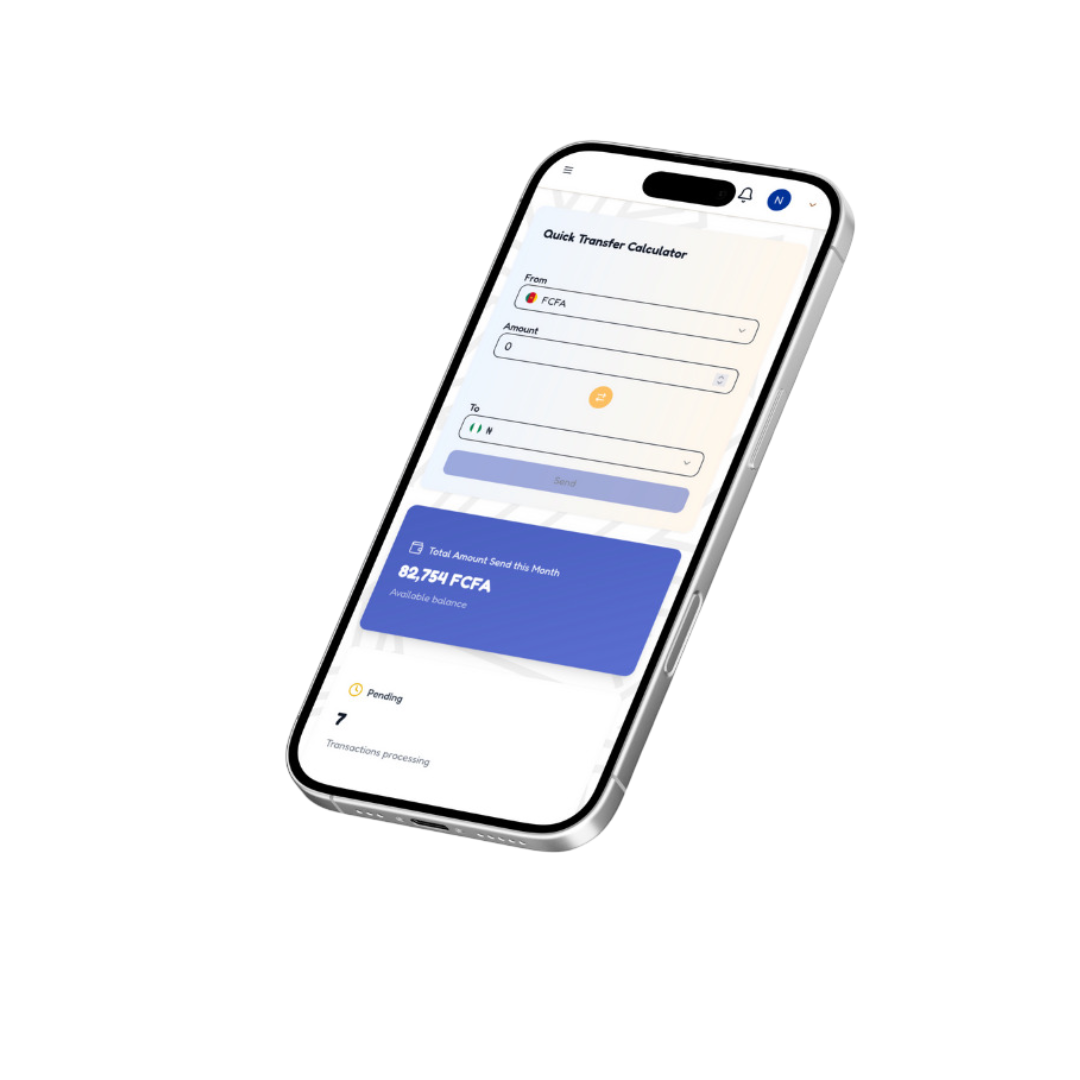 N
Quick Transfer Calculator
From
FCFA
Amount
0
To
₦
Send
Total Amount Send this Month
82,754 FCFA
Available balance
Pending
7
Transactions processing